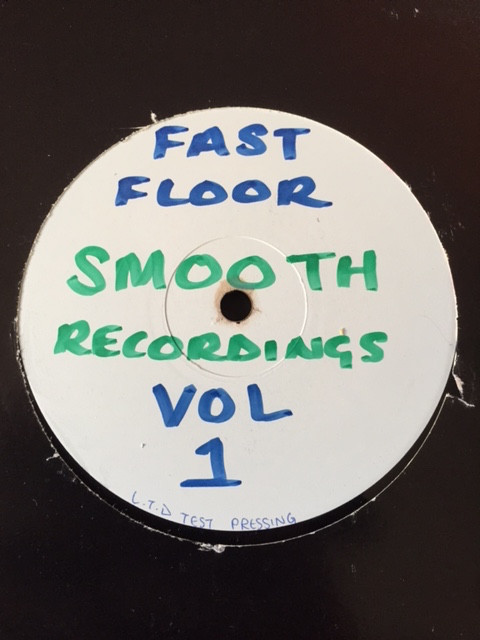 FAST
FLOOR
SMOOTH
RECORDINGS
VOL
1
L.T.D TEST PRESSING